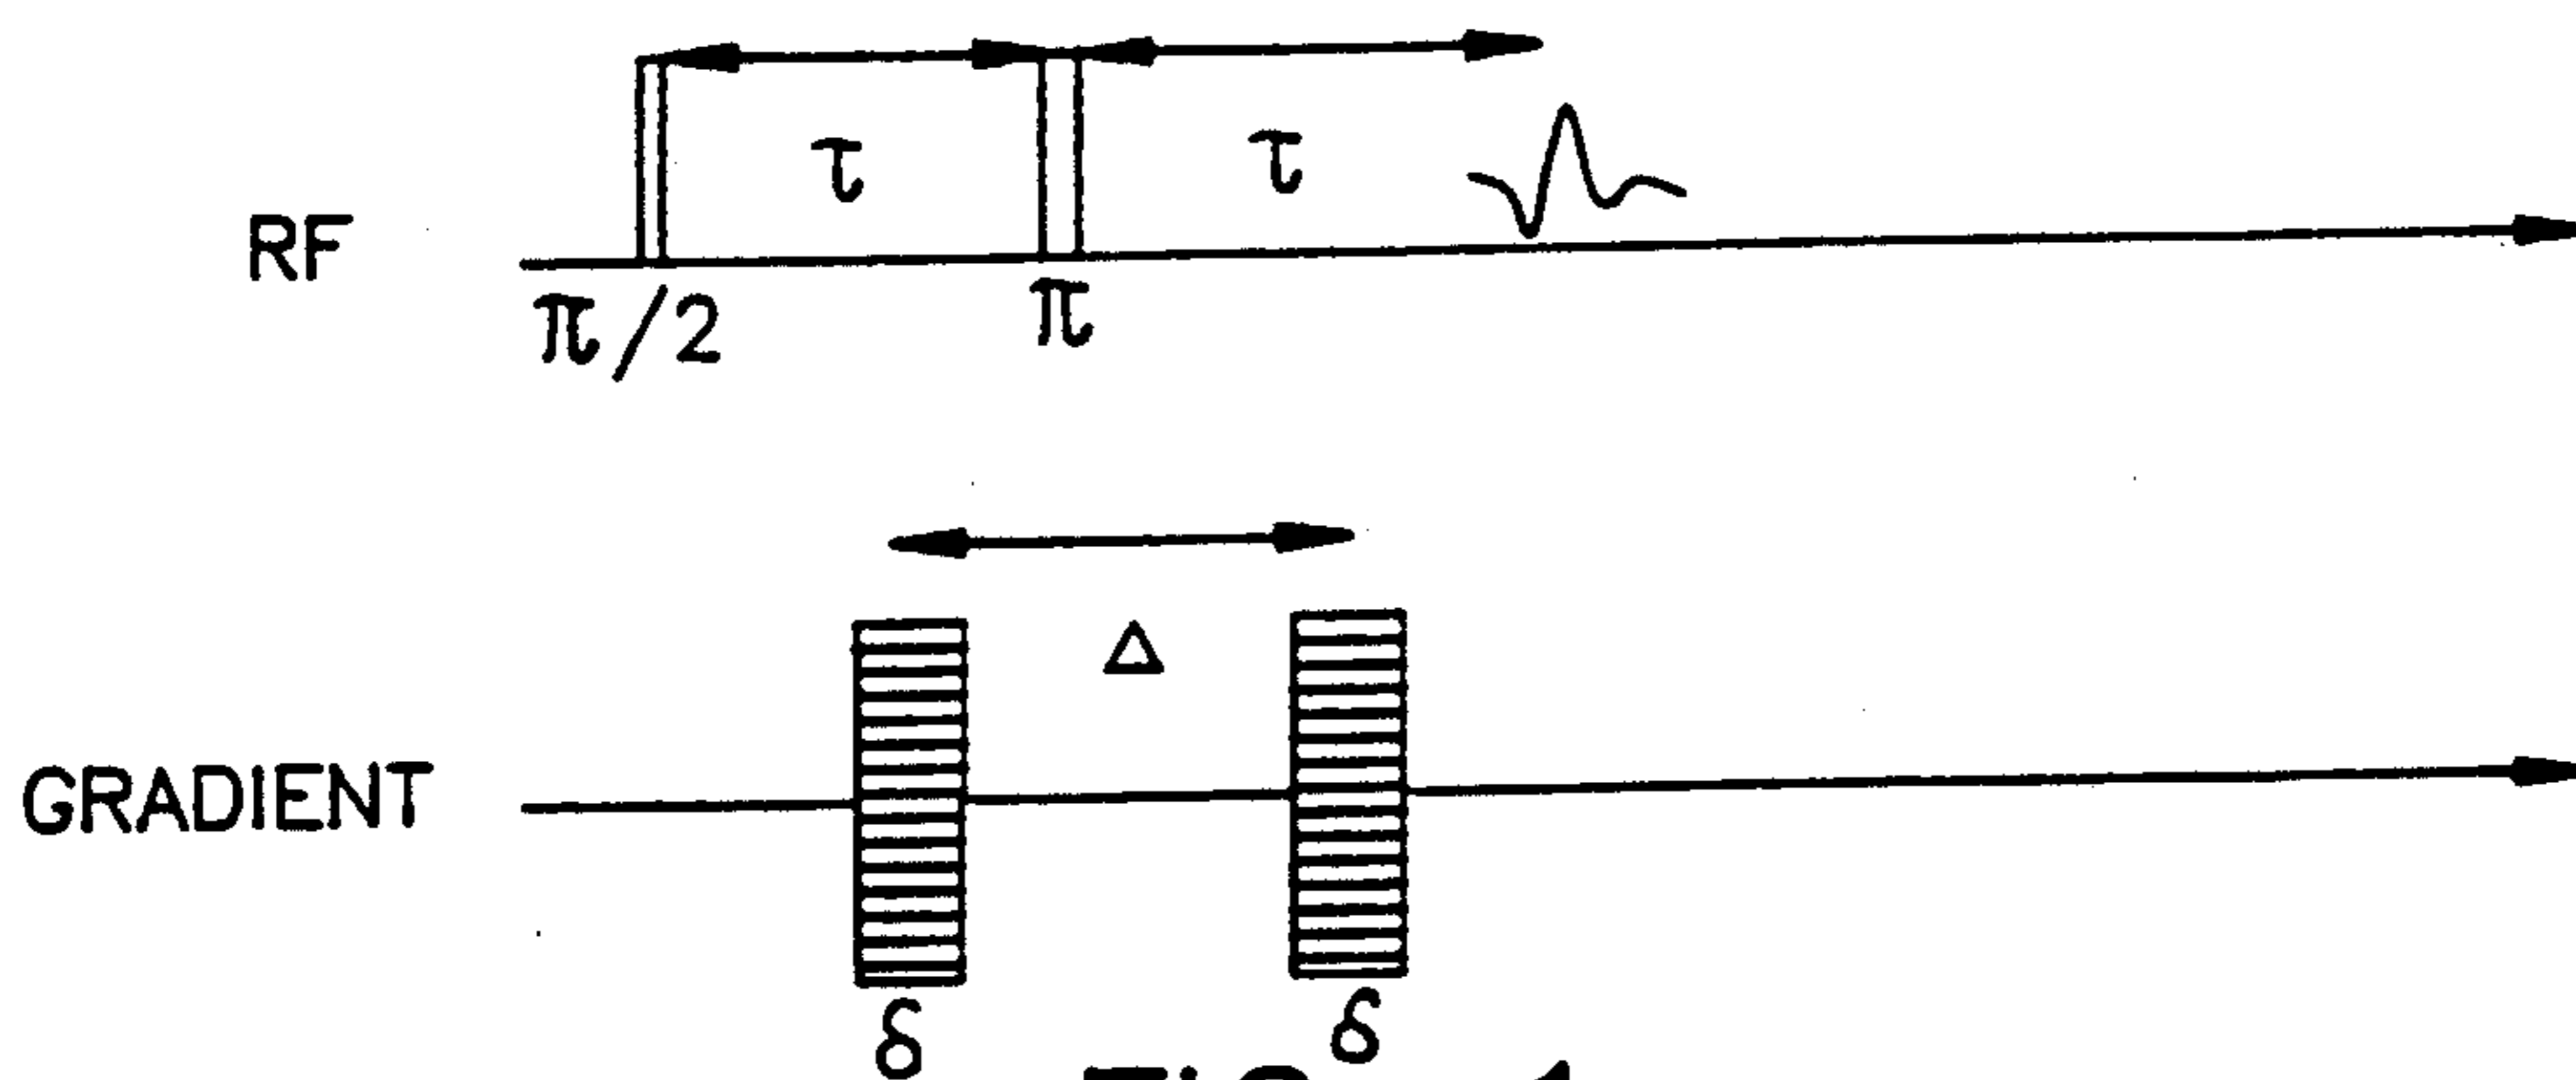 τ τ
RF
π/2 π
Δ
GRADIENT
δ δ